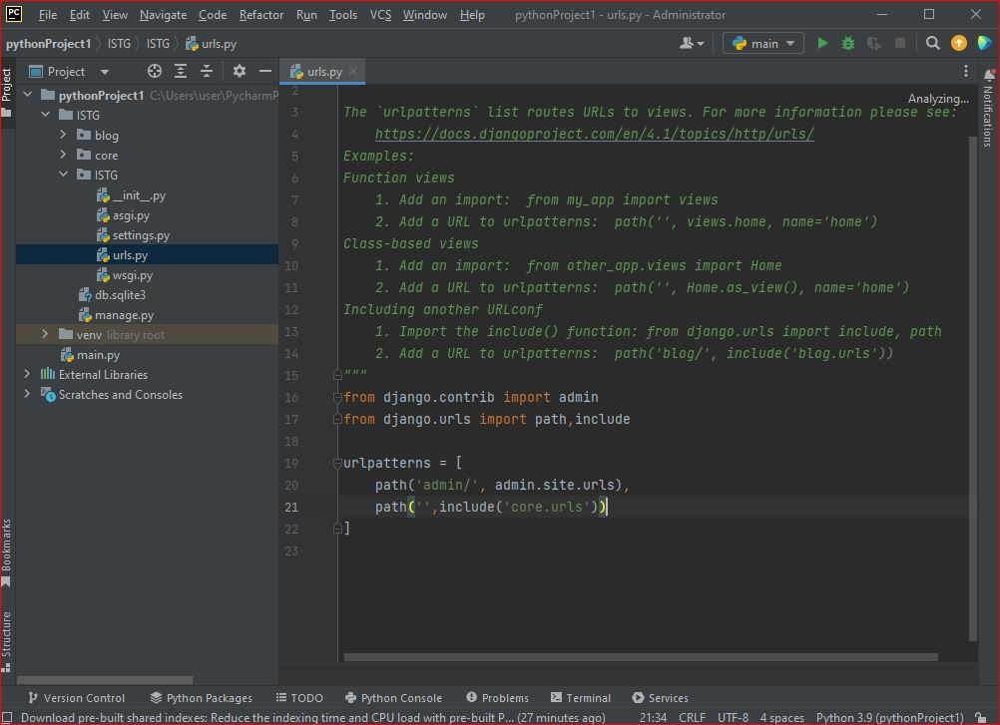 PC File Edit View Navigate Code Refactor Run Tools VCS Window Help pythonProject1 - urls.py - Administrator
pythonProject1 ISTG ISTG urls.py main
Project
Project
urls.py
Notifications
Analyzing...
pythonProject1 C:\Users\user\PycharmP
ISTG
blog
core
ISTG
__init__.py
asgi.py
settings.py
urls.py
wsgi.py
db.sqlite3
manage.py
venv library root
main.py
External Libraries
Scratches and Consoles
2
3 The `urlpatterns` list routes URLs to views. For more information please see:
4 https://docs.djangoproject.com/en/4.1/topics/http/urls/
5 Examples:
6 Function views
7 1. Add an import:  from my_app import views
8 2. Add a URL to urlpatterns:  path('', views.home, name='home')
9 Class-based views
10 1. Add an import:  from other_app.views import Home
11 2. Add a URL to urlpatterns:  path('', Home.as_view(), name='home')
12 Including another URLconf
13 1. Import the include() function: from django.urls import include, path
14 2. Add a URL to urlpatterns:  path('blog/', include('blog.urls'))
15 """
16 from django.contrib import admin
17 from django.urls import path,include
18
19 urlpatterns = [
20 path('admin/', admin.site.urls),
21 path('',include('core.urls'))
22 ]
23
Bookmarks
Structure
Version Control Python Packages TODO Python Console Problems Terminal Services
Download pre-built shared indexes: Reduce the indexing time and CPU load with pre-built P... (27 minutes ago) 21:34 CRLF UTF-8 4 spaces Python 3.9 (pythonProject1)